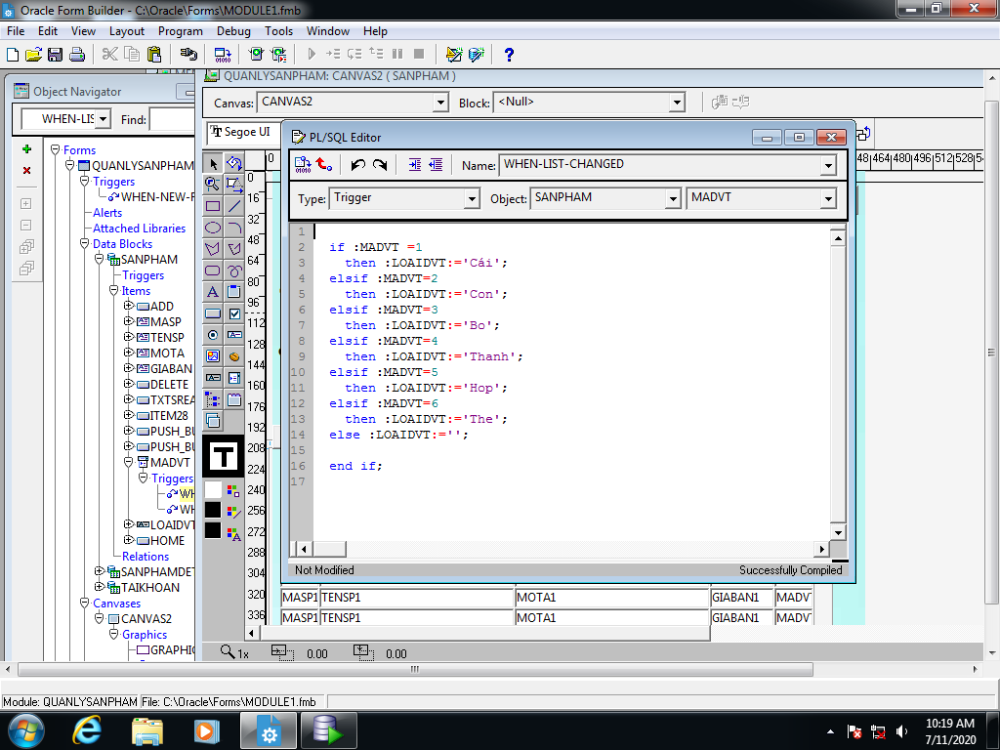 Oracle Form Builder - C:\Oracle\Forms\MODULE1.fmb
File Edit View Layout Program Debug Tools Window Help
QUANLYSANPHAM: CANVAS2 ( SANPHAM )
Object Navigator
Canvas: CANVAS2 Block: <Null>
WHEN-LIS Find:
Segoe UI
PL/SQL Editor
Name: WHEN-LIST-CHANGED
Type: Trigger Object: SANPHAM MADVT
Forms
QUANLYSANPHAM
Triggers
WHEN-NEW-F
Alerts
Attached Libraries
Data Blocks
SANPHAM
Triggers
Items
ADD
MASP
TENSP
MOTA
GIABAN
DELETE
TXTSREA
ITEM28
PUSH_BU
PUSH_BU
MADVT
Triggers
WH
WH
LOAIDVT
HOME
Relations
SANPHAMDET
TAIKHOAN
Canvases
CANVAS2
Graphics
GRAPHIC
0
48 464 480 496 512 528 54
0
16
32
48
64
80
96
112
128
144
160
176
192
208
224
240
256
272
288
304
320
336
1
2 if :MADVT =1
3 then :LOAIDVT:='Cái';
4 elsif :MADVT=2
5 then :LOAIDVT:='Con';
6 elsif :MADVT=3
7 then :LOAIDVT:='Bo';
8 elsif :MADVT=4
9 then :LOAIDVT:='Thanh';
10 elsif :MADVT=5
11 then :LOAIDVT:='Hop';
12 elsif :MADVT=6
13 then :LOAIDVT:='The';
14 else :LOAIDVT:='';
15
16 end if;
17
Not Modified Successfully Compiled
MASP1 TENSP1 MOTA1 GIABAN1 MADV
MASP1 TENSP1 MOTA1 GIABAN1 MADV
1x 0.00 0.00
Module: QUANLYSANPHAM File: C:\Oracle\Forms\MODULE1.fmb
10:19 AM
7/11/2020